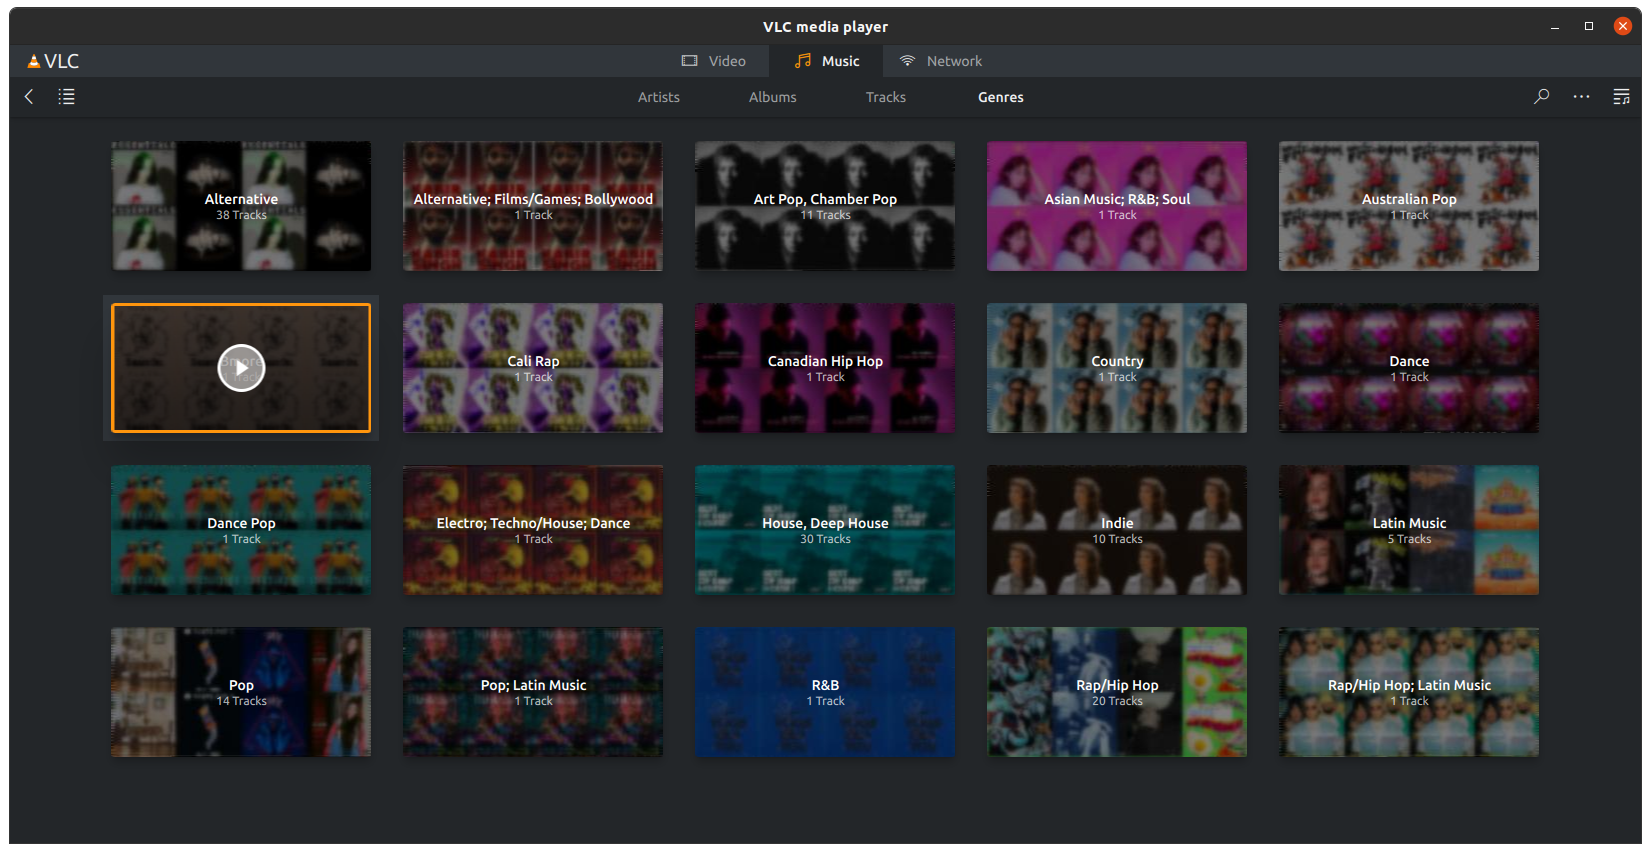 VLC media player
VLC
Video
Music
Network
Artists
Albums
Tracks
Genres
Alternative
38 Tracks
Alternative; Films/Games; Bollywood
1 Track
Art Pop, Chamber Pop
11 Tracks
Asian Music; R&B; Soul
1 Track
Australian Pop
1 Track
Bmore
1 Track
Cali Rap
1 Track
Canadian Hip Hop
1 Track
Country
1 Track
Dance
1 Track
Dance Pop
1 Track
Electro; Techno/House; Dance
1 Track
House, Deep House
30 Tracks
Indie
10 Tracks
Latin Music
5 Tracks
Pop
14 Tracks
Pop; Latin Music
1 Track
R&B
1 Track
Rap/Hip Hop
20 Tracks
Rap/Hip Hop; Latin Music
1 Track